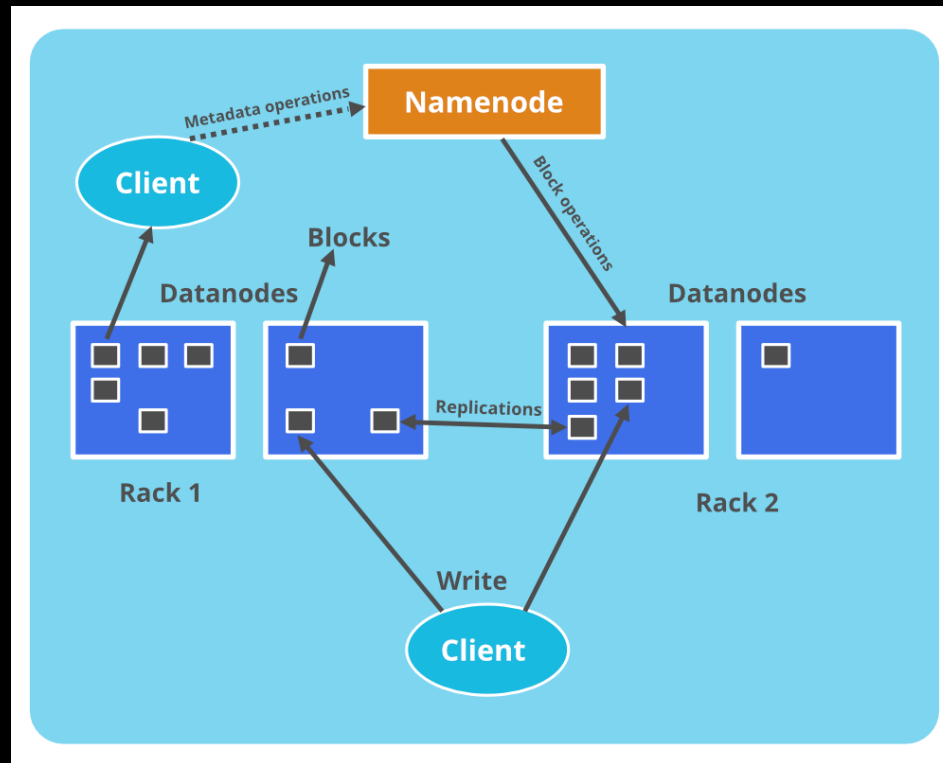 Namenode
Metadata operations
Client
Block operations
Blocks
Datanodes
Datanodes
Replications
Rack 1
Rack 2
Write
Client